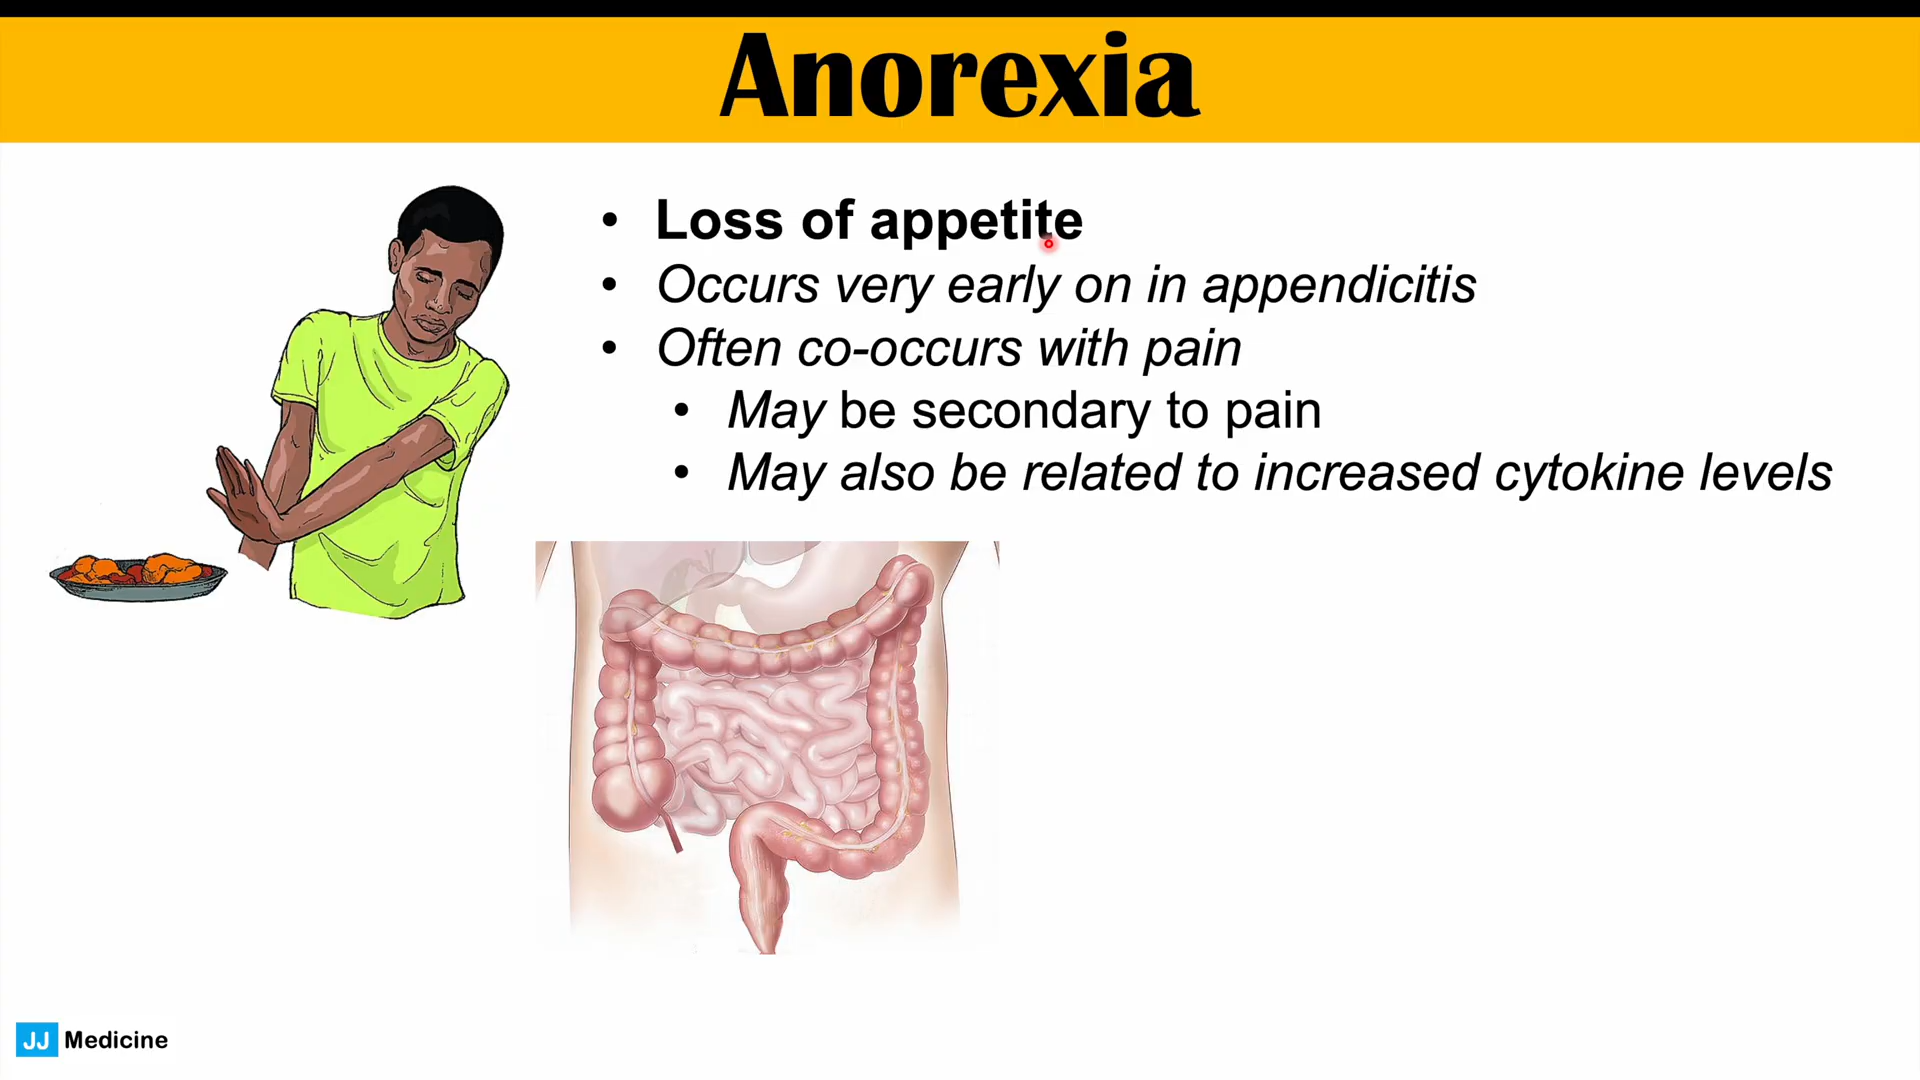 Anorexia
• Loss of appetite
• Occurs very early on in appendicitis
• Often co-occurs with pain
• May be secondary to pain
• May also be related to increased cytokine levels
JJ Medicine